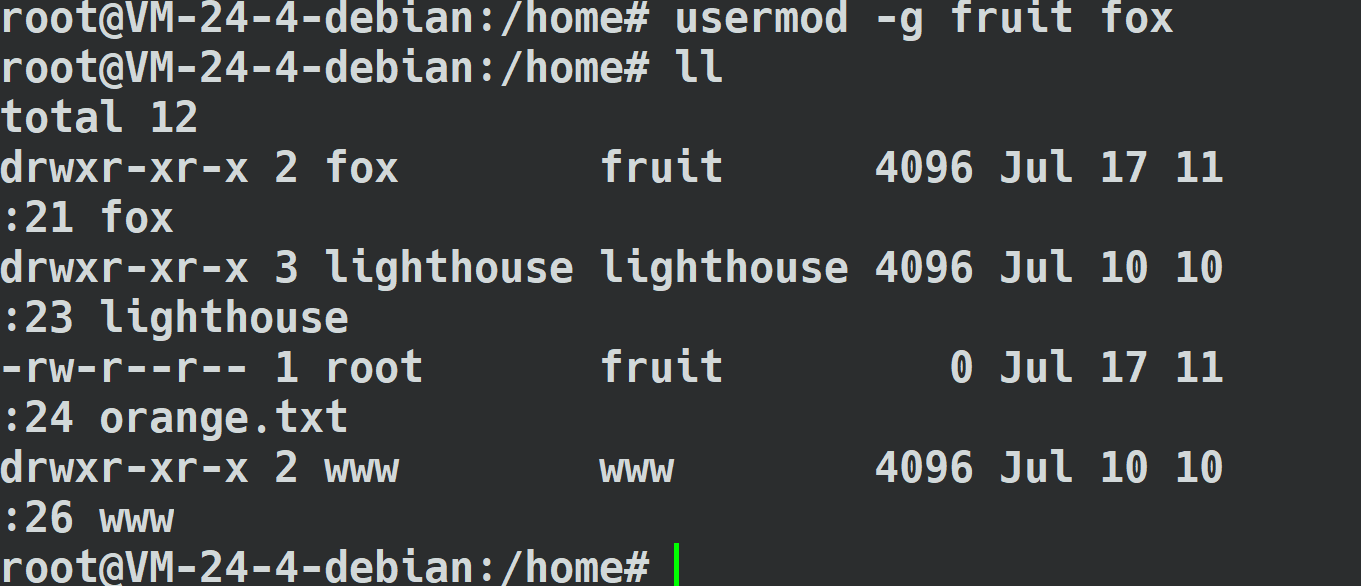 root@VM-24-4-debian:/home# usermod -g fruit fox
root@VM-24-4-debian:/home# ll
total 12
drwxr-xr-x 2 fox        fruit      4096 Jul 17 11
:21 fox
drwxr-xr-x 3 lighthouse lighthouse 4096 Jul 10 10
:23 lighthouse
-rw-r--r-- 1 root       fruit         0 Jul 17 11
:24 orange.txt
drwxr-xr-x 2 www        www        4096 Jul 10 10
:26 www
root@VM-24-4-debian:/home#